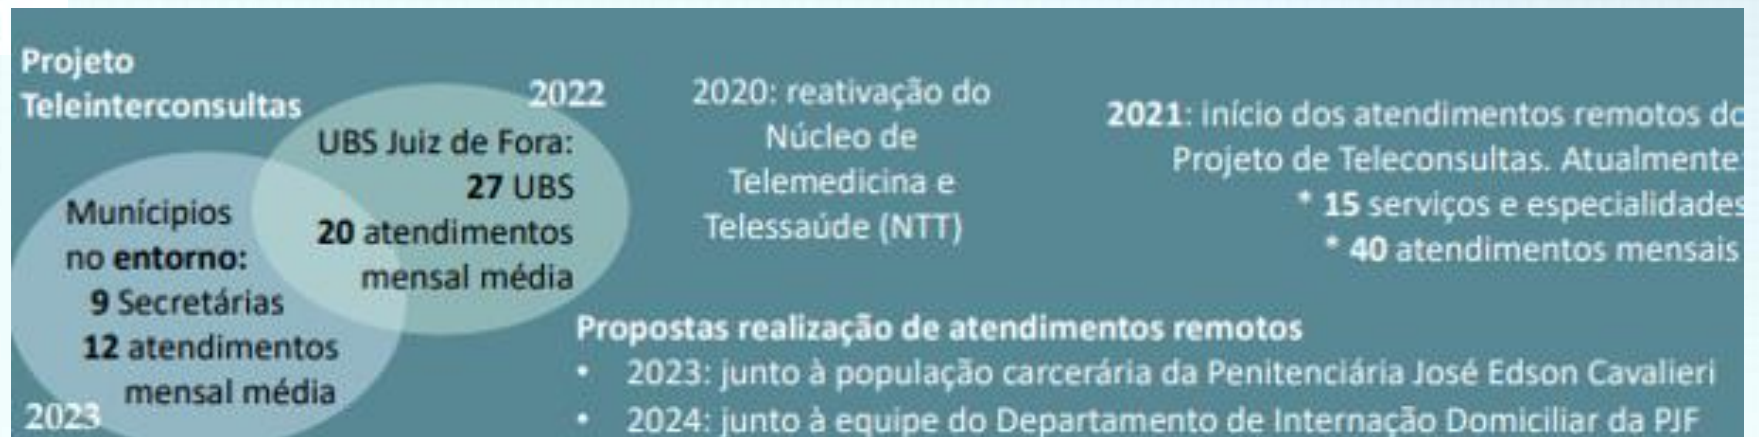 Projeto
Teleinterconsultas
2022
UBS Juiz de Fora:
27 UBS
20 atendimentos
mensal média
Munícipios
no entorno:
9 Secretárias
12 atendimentos
mensal média
2023
2020: reativação do
Núcleo de
Telemedicina e
Telessaúde (NTT)
2021: início dos atendimentos remotos do
Projeto de Teleconsultas. Atualmente:
* 15 serviços e especialidades
* 40 atendimentos mensais
Propostas realização de atendimentos remotos
• 2023: junto à população carcerária da Penitenciária José Edson Cavalieri
• 2024: junto à equipe do Departamento de Internação Domiciliar da PJF